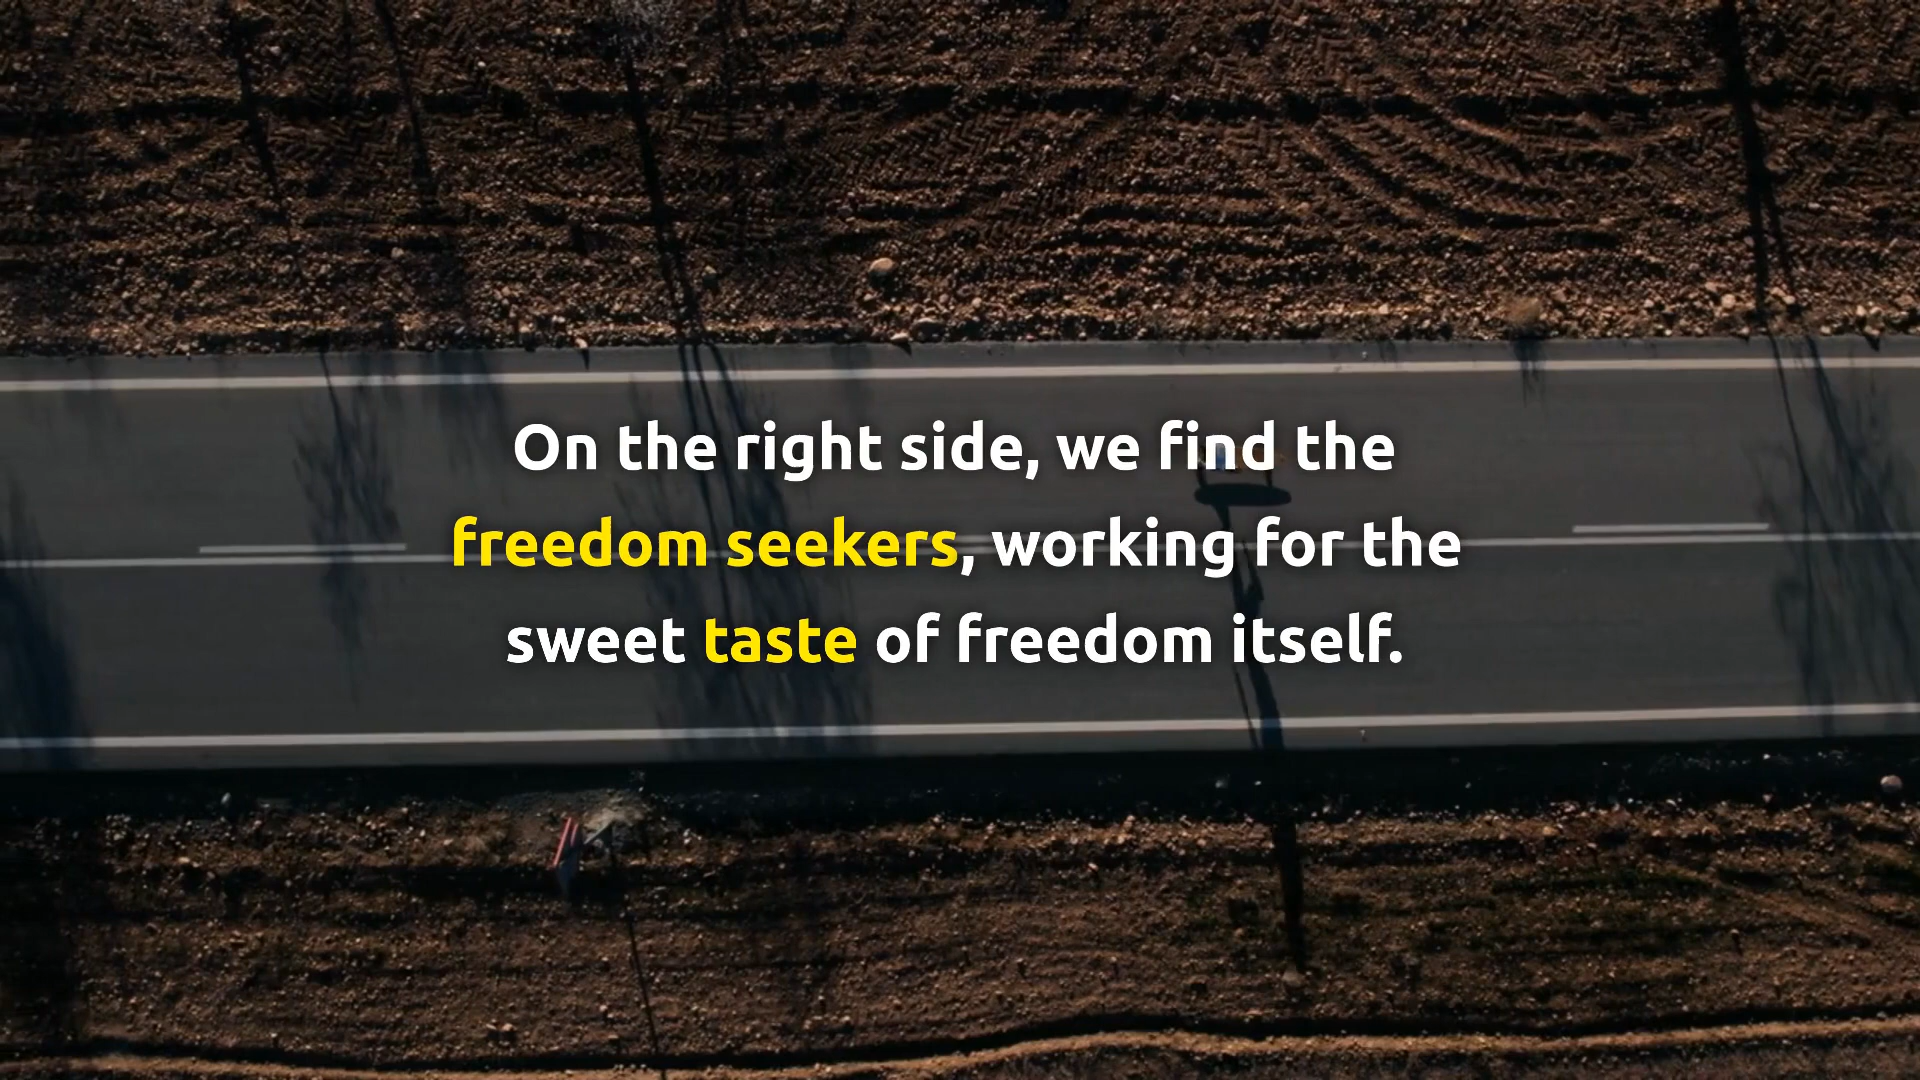 On the right side, we find the
freedom seekers, working for the
sweet taste of freedom itself.